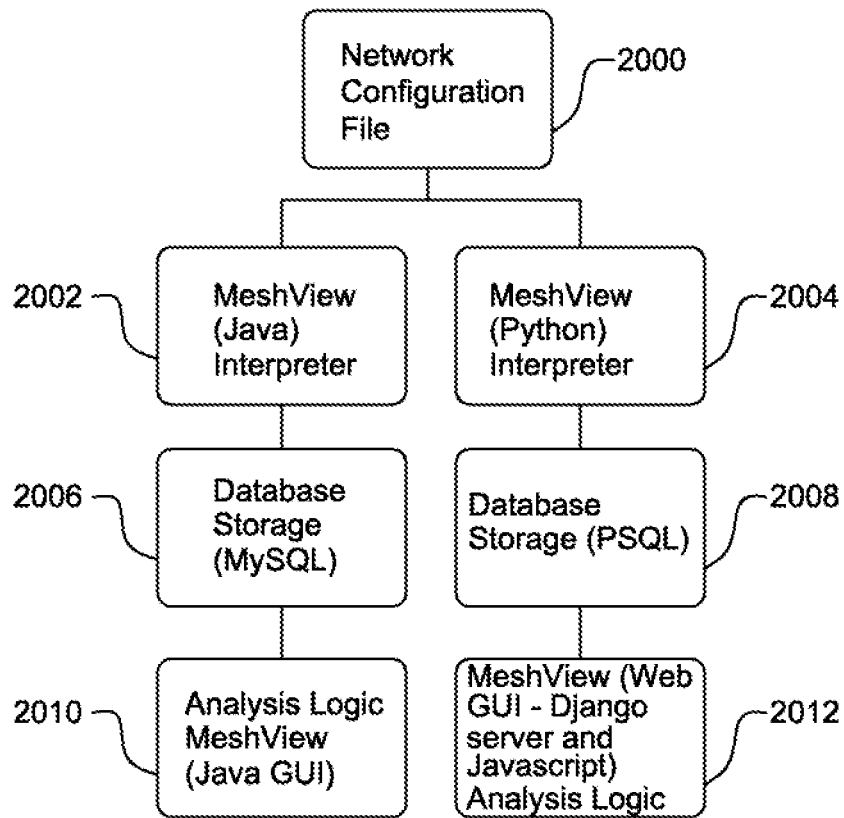 Network
Configuration
File
2000
2002
MeshView
(Java)
Interpreter
MeshView
(Python)
Interpreter
2004
2006
Database
Storage
(MySQL)
Database
Storage (PSQL)
2008
2010
Analysis Logic
MeshView
(Java GUI)
MeshView (Web
GUI - Django
server and
Javascript)
Analysis Logic
2012